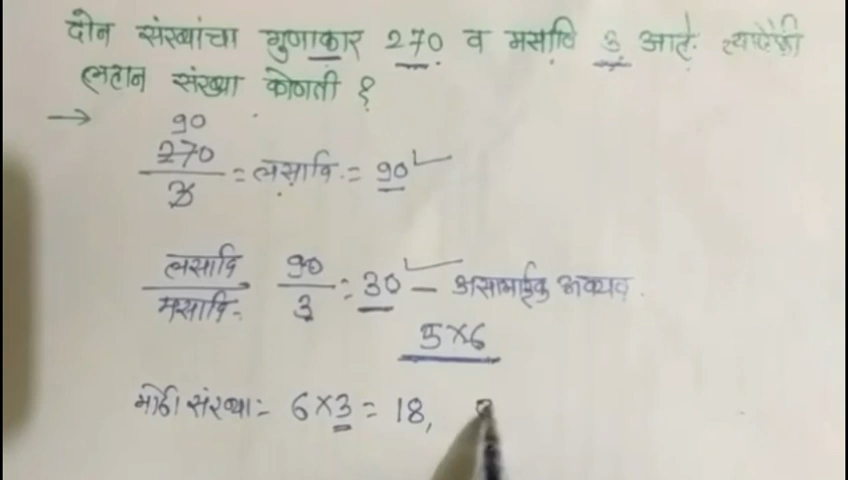 दोन संख्यांचा गुणाकार 270 व मसावि 3 आहे. त्यापैकी
लहान संख्या कोणती ?
→
90
270/3 = लसावि = 90 ✓
लसावि/मसावि. 90/3 = 30 ✓ – असामाईक अवयव.
5×6
मोठी संख्या = 6×3 = 18,